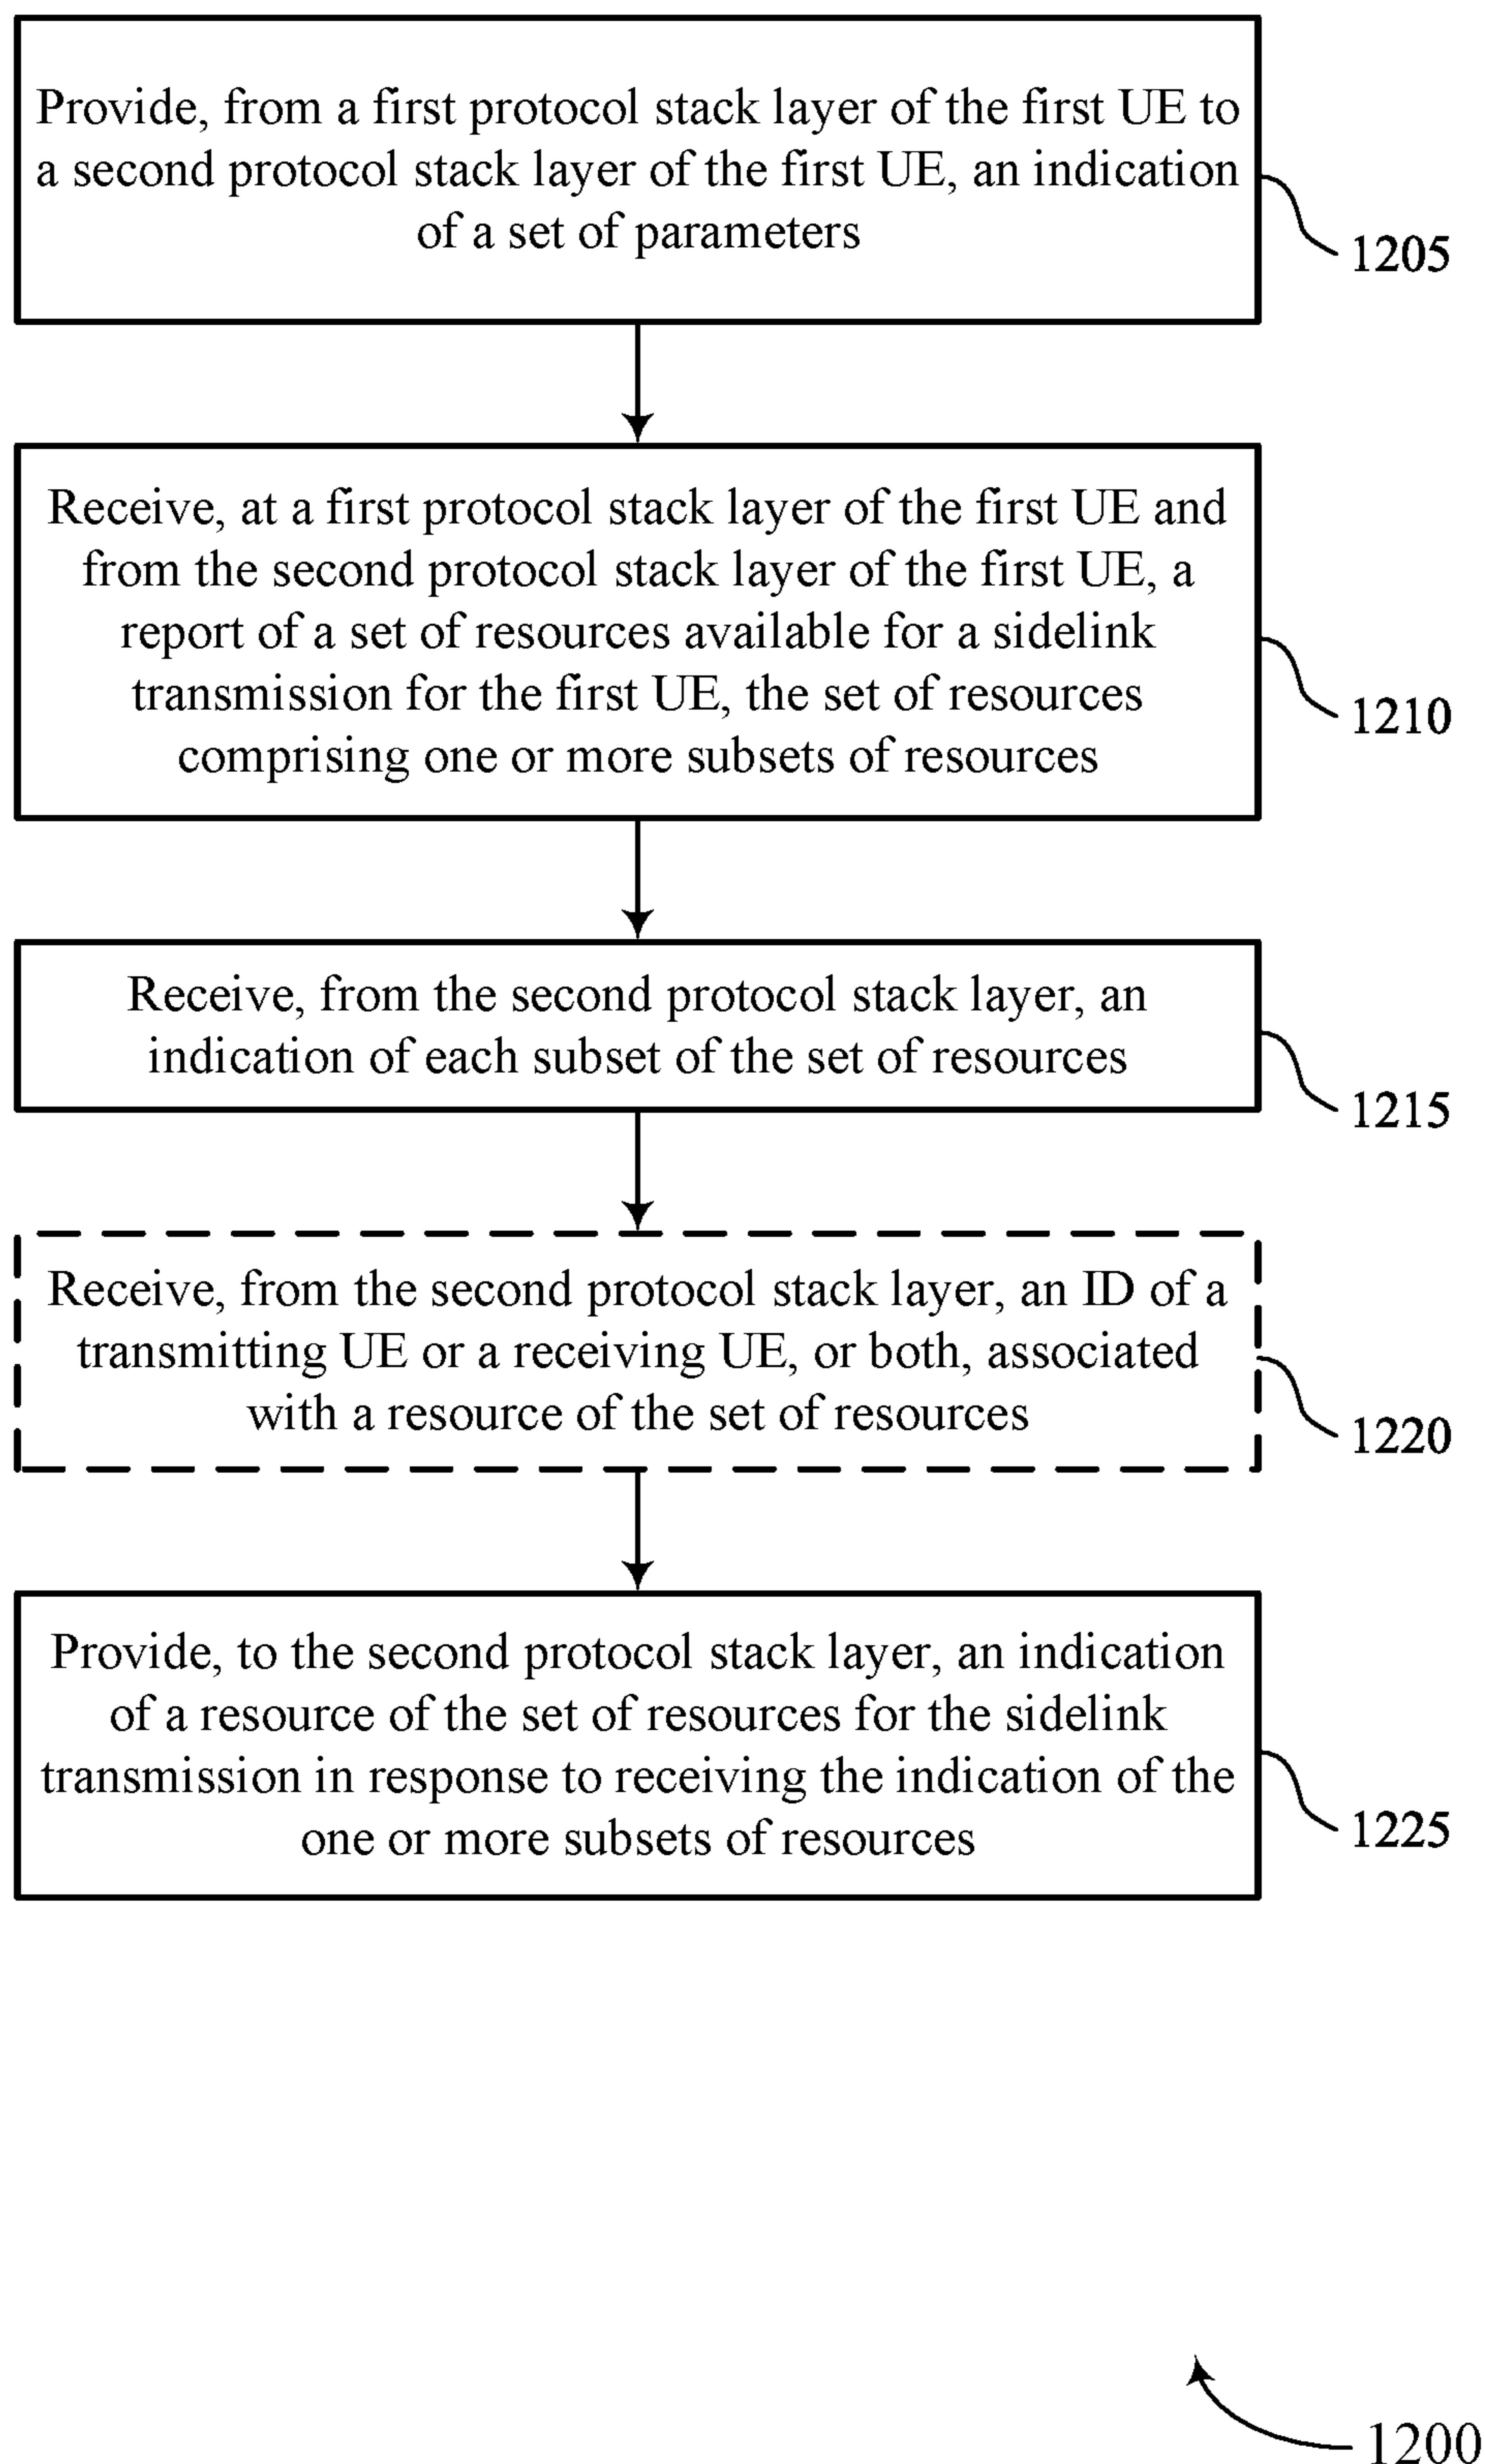 Provide, from a first protocol stack layer of the first UE to
a second protocol stack layer of the first UE, an indication
of a set of parameters
1205
Receive, at a first protocol stack layer of the first UE and
from the second protocol stack layer of the first UE, a
report of a set of resources available for a sidelink
transmission for the first UE, the set of resources
comprising one or more subsets of resources
1210
Receive, from the second protocol stack layer, an
indication of each subset of the set of resources
1215
Receive, from the second protocol stack layer, an ID of a
transmitting UE or a receiving UE, or both, associated
with a resource of the set of resources
1220
Provide, to the second protocol stack layer, an indication
of a resource of the set of resources for the sidelink
transmission in response to receiving the indication of the
one or more subsets of resources
1225
1200